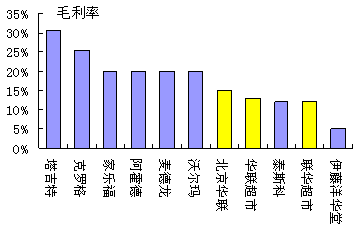 毛利率
35%
30%
25%
20%
15%
10%
5%
0%
塔吉特
克罗格
家乐福
阿霍德
麦德龙
沃尔玛
北京华联
华联超市
泰斯科
联华超市
伊藤洋华堂